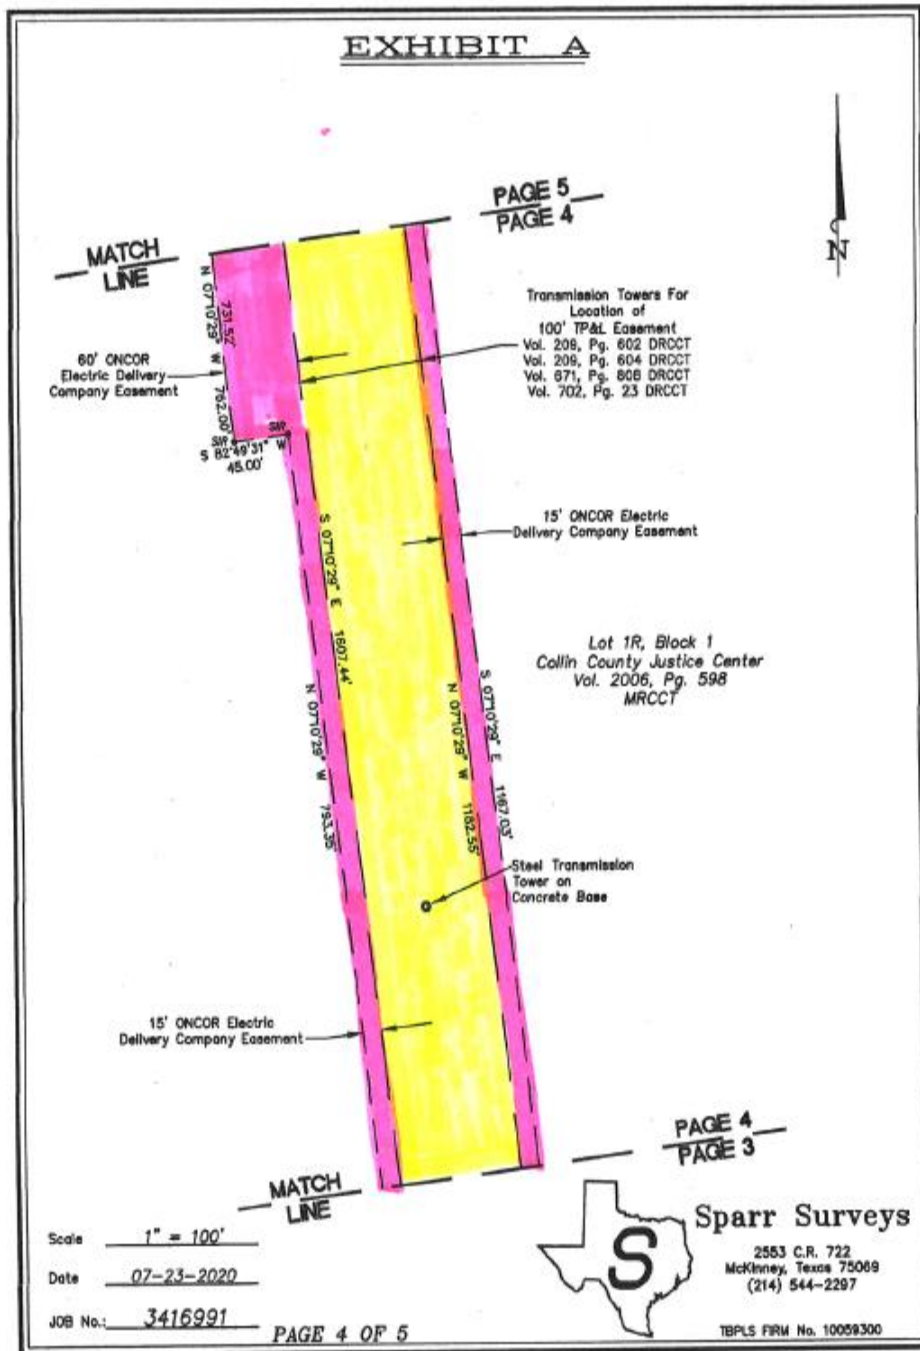 EXHIBIT A
PAGE 5
PAGE 4
MATCH
LINE
N
N 07°10'29" W
731.52'
762.00'
60' ONCOR
Electric Delivery
Company Easement
Transmission Towers For
Location of
100' TP&L Easement
Vol. 209, Pg. 602 DRCCT
Vol. 209, Pg. 604 DRCCT
Vol. 671, Pg. 808 DRCCT
Vol. 702, Pg. 23 DRCCT
SIP
SIP
S 82°49'31" W
45.00'
15' ONCOR Electric
Delivery Company Easement
S 07°10'29" E 1607.44'
Lot 1R, Block 1
Collin County Justice Center
Vol. 2006, Pg. 598
MRCCT
N 07°10'29" W 793.35'
N 07°10'29" W 1182.55'
S 07°10'29" E 1167.03'
Steel Transmission
Tower on
Concrete Base
15' ONCOR Electric
Delivery Company Easement
PAGE 4
PAGE 3
MATCH
LINE
Scale 1" = 100'
Date 07-23-2020
JOB No.: 3416991
PAGE 4 OF 5
S
Sparr Surveys
2553 C.R. 722
McKinney, Texas 75069
(214) 544-2297
TBPLS FIRM No. 10059300